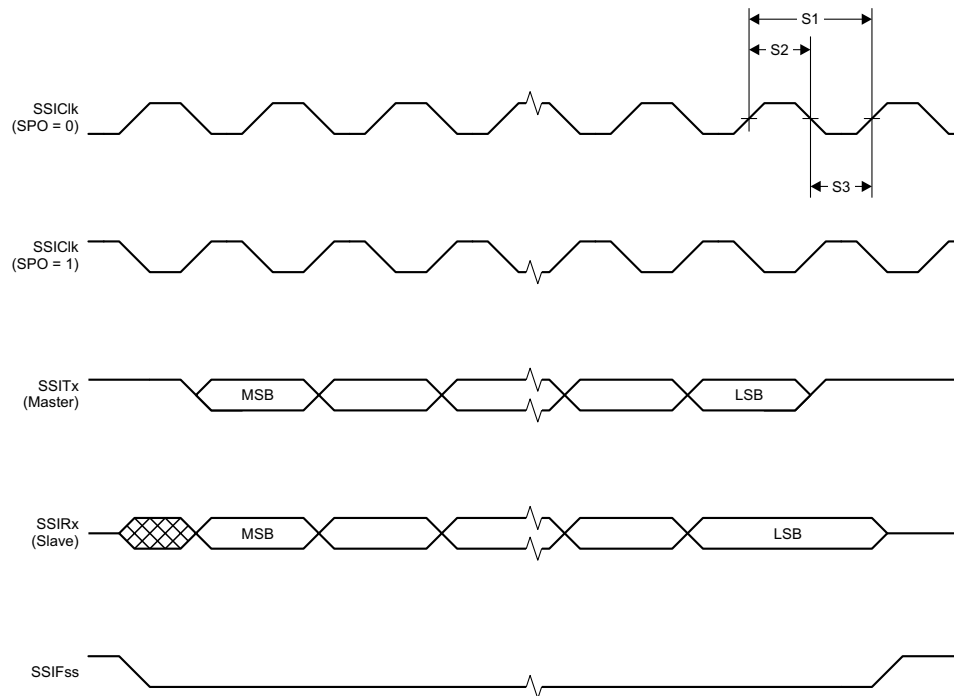 S1
S2
SSIClk
(SPO = 0)
S3
SSIClk
(SPO = 1)
SSITx
(Master)
MSB
LSB
SSIRx
(Slave)
MSB
LSB
SSIFss